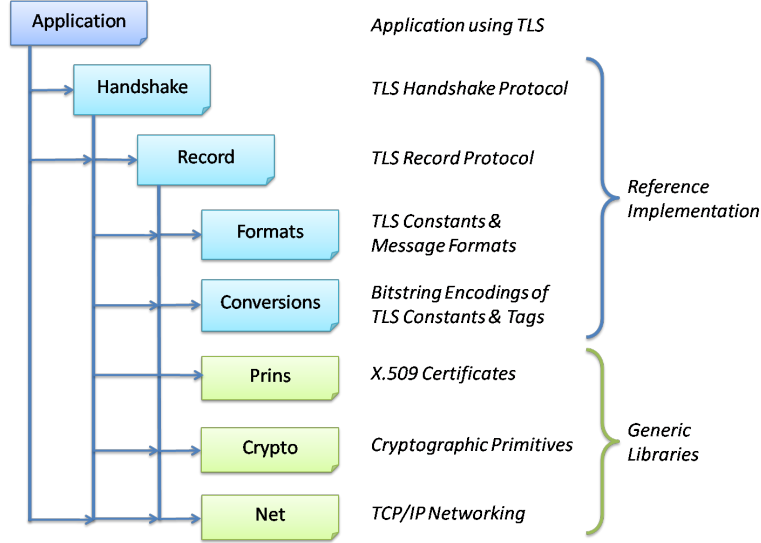 Application
Application using TLS
Handshake
TLS Handshake Protocol
Record
TLS Record Protocol
Reference
Implementation
Formats
TLS Constants &
Message Formats
Conversions
Bitstring Encodings of
TLS Constants & Tags
Prins
X.509 Certificates
Generic
Libraries
Crypto
Cryptographic Primitives
Net
TCP/IP Networking